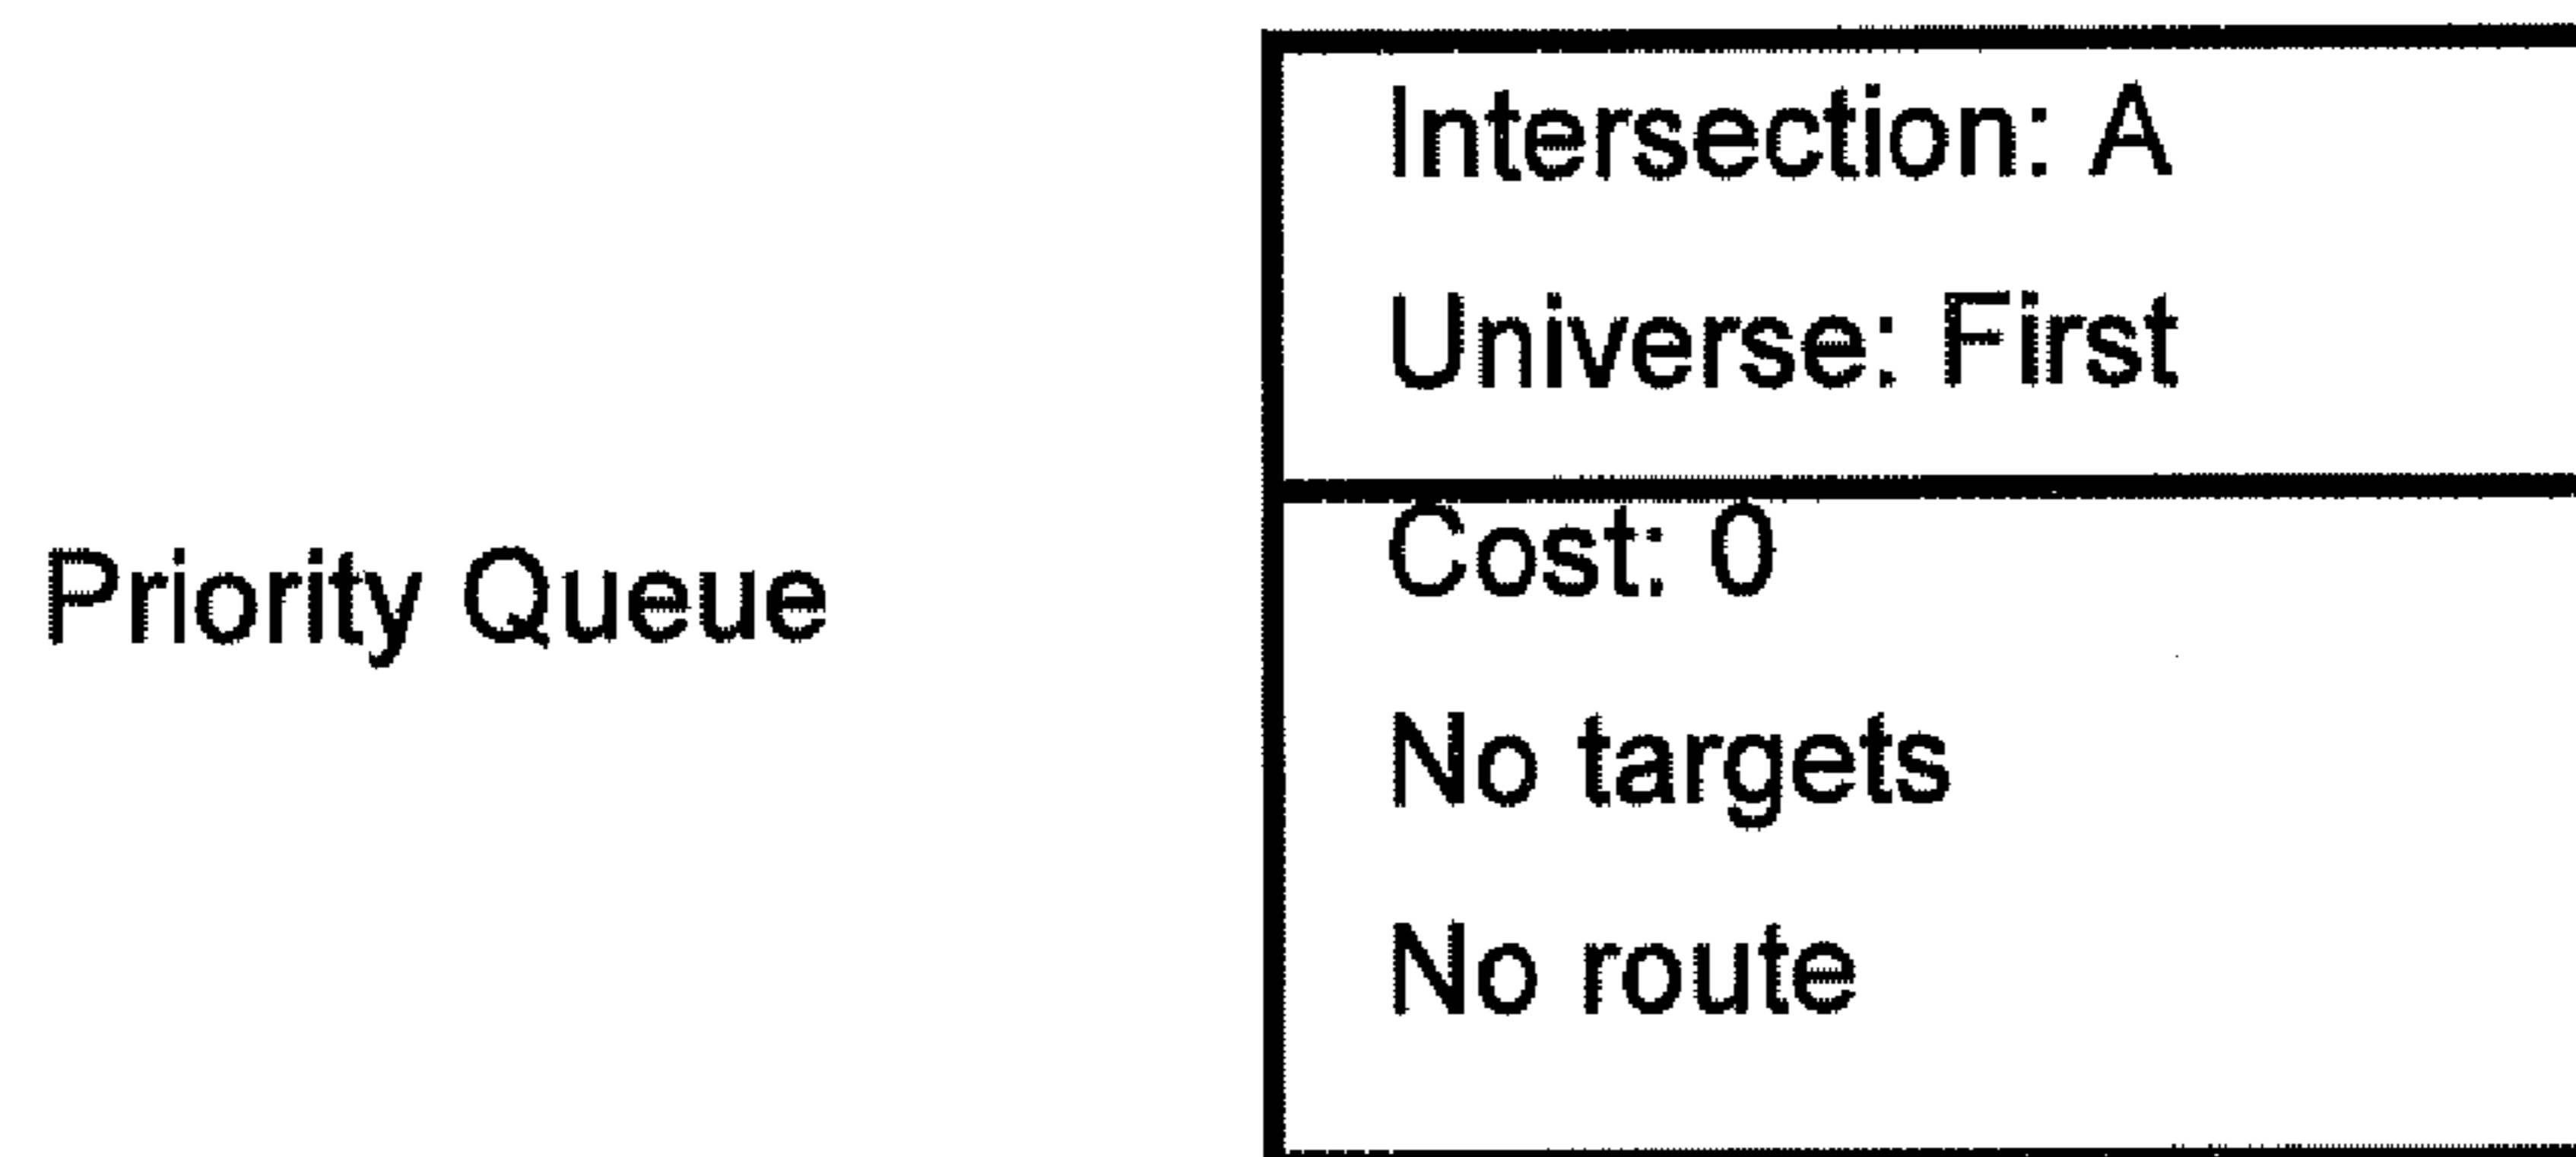 Intersection: A
Universe: First
Priority Queue
Cost: 0
No targets
No route